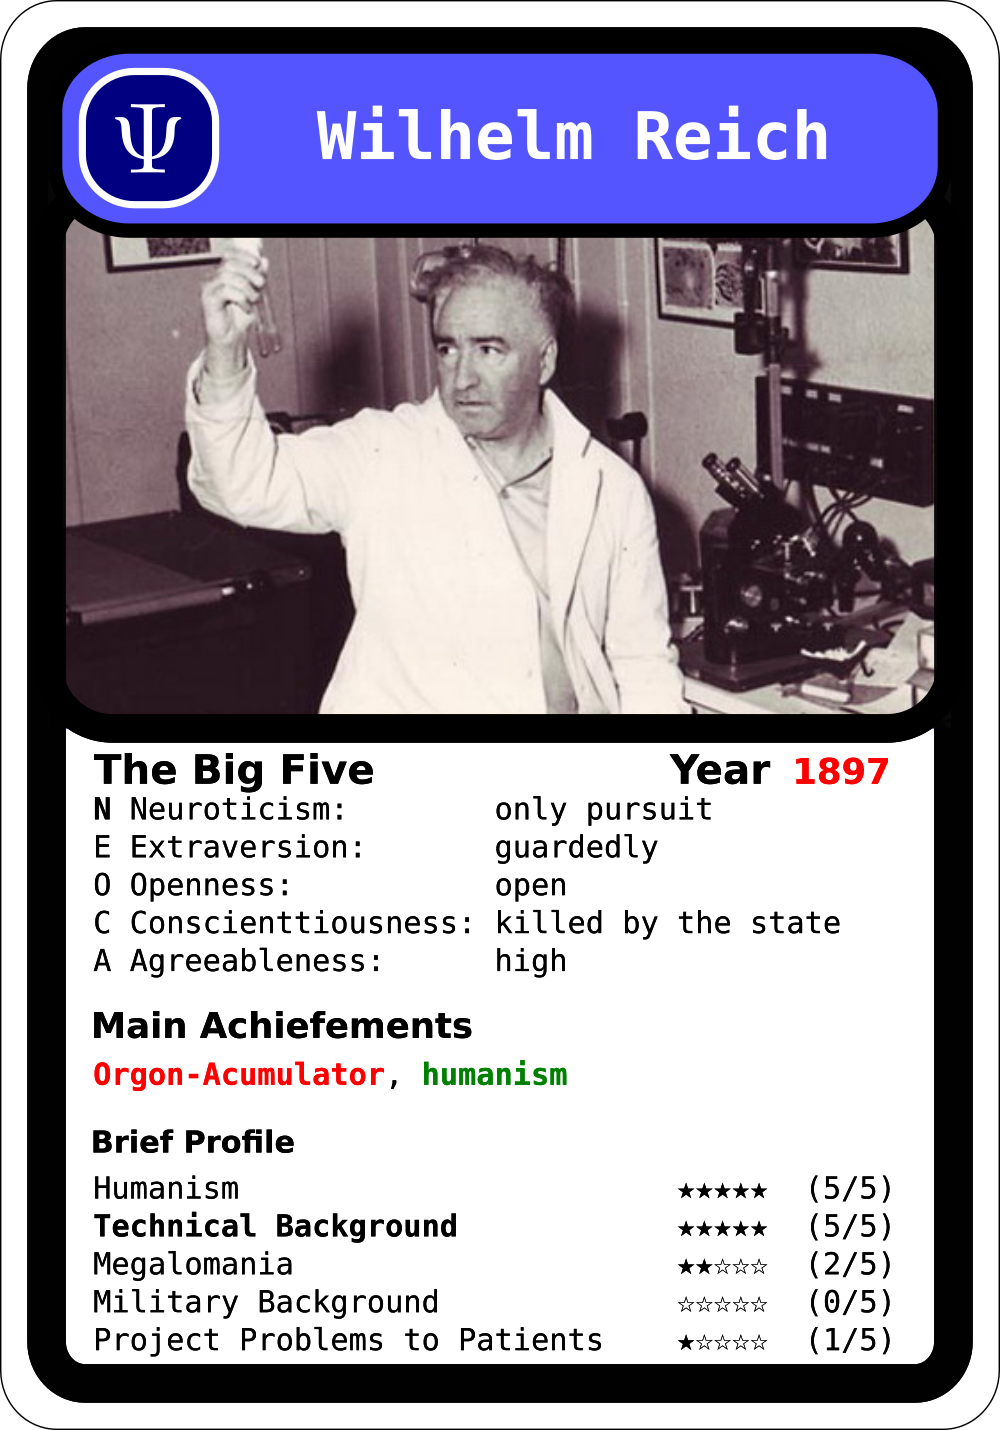 Ψ Wilhelm Reich
The Big Five Year 1897
N Neuroticism: only pursuit
E Extraversion: guardedly
O Openness: open
C Conscienttiousness: killed by the state
A Agreeableness: high
Main Achiefements
Orgon-Acumulator, humanism
Brief Profile
Humanism ★★★★★ (5/5)
Technical Background ★★★★★ (5/5)
Megalomania ★★☆☆☆ (2/5)
Military Background ☆☆☆☆☆ (0/5)
Project Problems to Patients ★☆☆☆☆ (1/5)